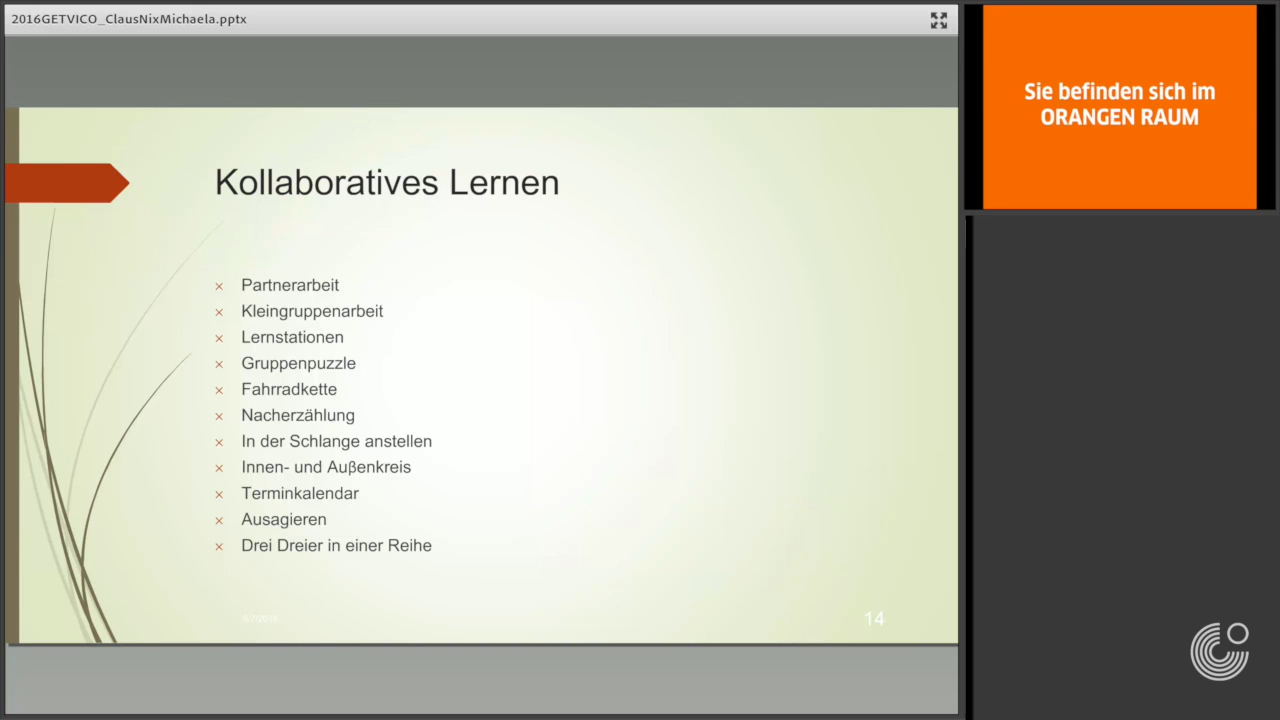 2016GETVICO_ClausNixMichaela.pptx
Sie befinden sich im
ORANGEN RAUM
Kollaboratives Lernen
Partnerarbeit
Kleingruppenarbeit
Lernstationen
Gruppenpuzzle
Fahrradkette
Nacherzählung
In der Schlange anstellen
Innen- und Auβenkreis
Terminkalendar
Ausagieren
Drei Dreier in einer Reihe
14